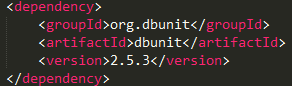 <dependency>
<groupId>org.dbunit</groupId>
<artifactId>dbunit</artifactId>
<version>2.5.3</version>
</dependency>